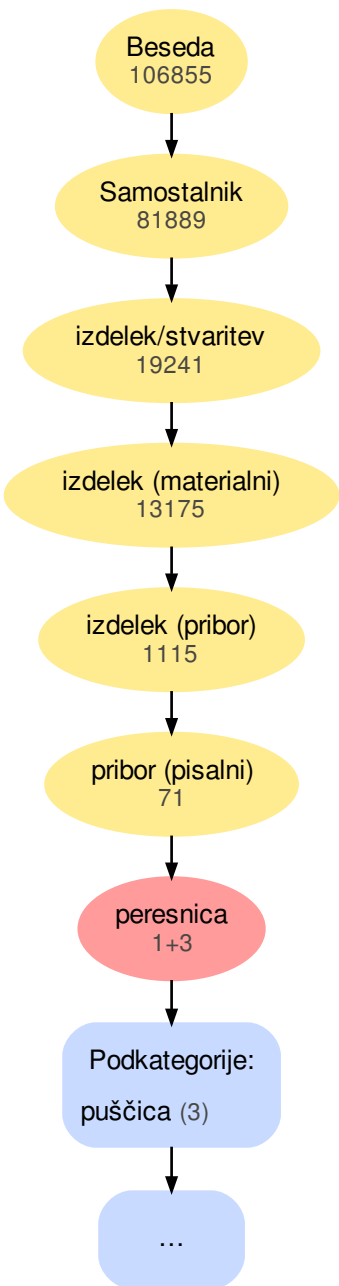 Beseda
106855
Samostalnik
81889
izdelek/stvaritev
19241
izdelek (materialni)
13175
izdelek (pribor)
1115
pribor (pisalni)
71
peresnica
1+3
Podkategorije:
puščica (3)
...